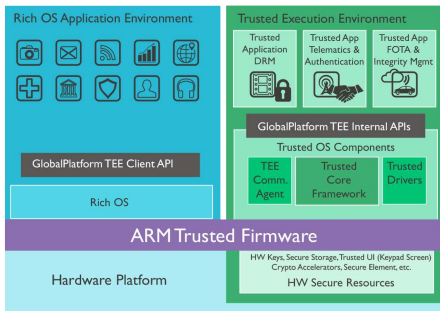 Rich OS Application Environment
GlobalPlatform TEE Client API
Rich OS
Trusted Execution Environment
Trusted
Application
DRM
Trusted App
Telematics &
Authentication
Trusted App
FOTA &
Integrity Mgmt
GlobalPlatform TEE Internal APIs
Trusted OS Components
TEE
Comm.
Agent
Trusted
Core
Framework
Trusted
Drivers
ARM Trusted Firmware
Hardware Platform
HW Keys, Secure Storage, Trusted UI (Keypad Screen)
Crypto Accelerators, Secure Element, etc.
HW Secure Resources